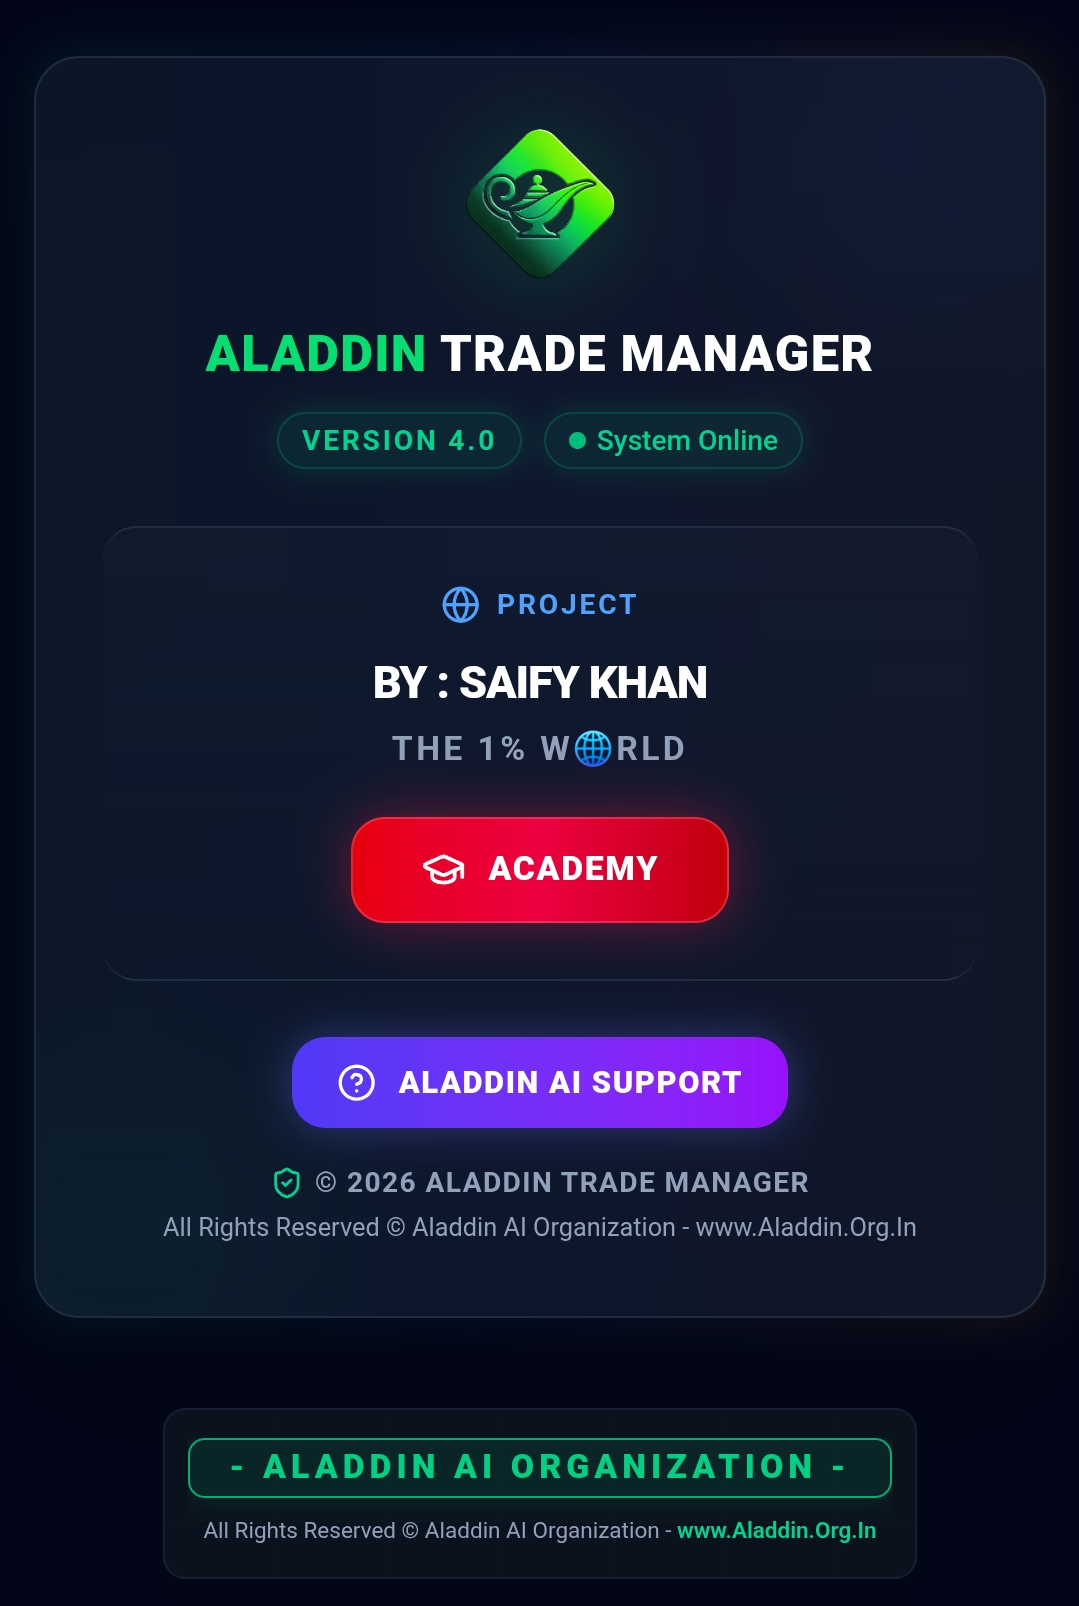 ALADDIN TRADE MANAGER
VERSION 4.0
System Online
PROJECT
BY : SAIFY KHAN
THE 1% W🌐RLD
ACADEMY
ALADDIN AI SUPPORT
© 2026 ALADDIN TRADE MANAGER
All Rights Reserved © Aladdin AI Organization - www.Aladdin.Org.In
- ALADDIN AI ORGANIZATION -
All Rights Reserved © Aladdin AI Organization - www.Aladdin.Org.In